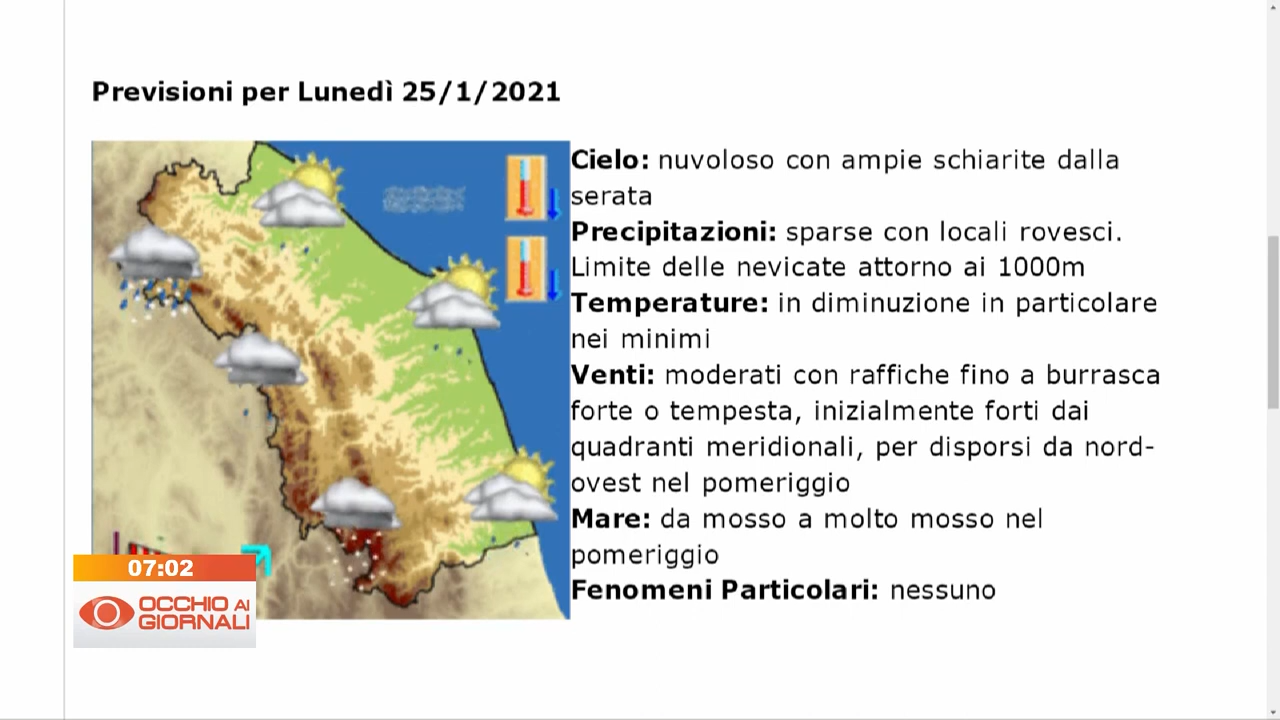 Previsioni per Lunedì 25/1/2021
Cielo: nuvoloso con ampie schiarite dalla
serata
Precipitazioni: sparse con locali rovesci.
Limite delle nevicate attorno ai 1000m
Temperature: in diminuzione in particolare
nei minimi
Venti: moderati con raffiche fino a burrasca
forte o tempesta, inizialmente forti dai
quadranti meridionali, per disporsi da nord-
ovest nel pomeriggio
Mare: da mosso a molto mosso nel
pomeriggio
Fenomeni Particolari: nessuno
07:02
OCCHIO AI
GIORNALI